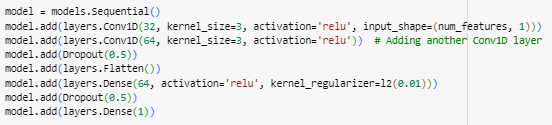 model = models.Sequential()
model.add(layers.Conv1D(32, kernel_size=3, activation='relu', input_shape=(num_features, 1)))
model.add(layers.Conv1D(64, kernel_size=3, activation='relu'))  # Adding another Conv1D layer
model.add(Dropout(0.5))
model.add(layers.Flatten())
model.add(layers.Dense(64, activation='relu', kernel_regularizer=l2(0.01)))
model.add(Dropout(0.5))
model.add(layers.Dense(1))